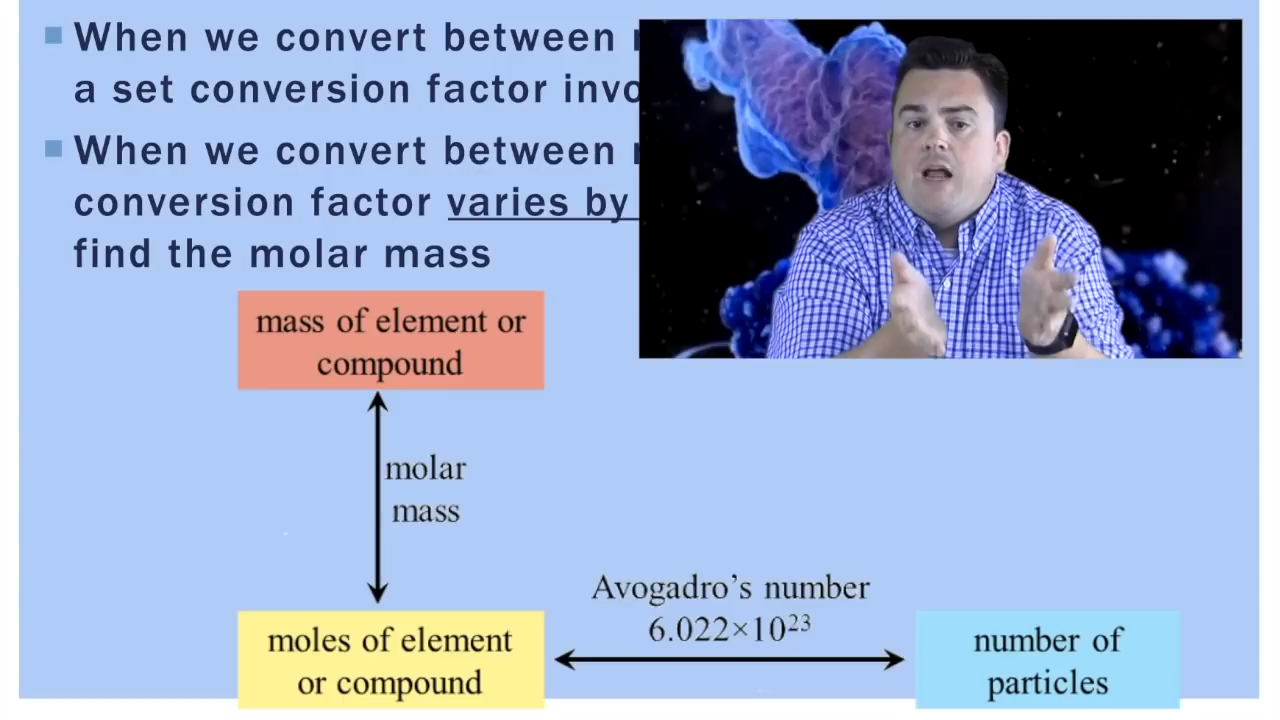 When we convert between
a set conversion factor
When we convert between
conversion factor varies by
find the molar mass
mass of element or
compound
molar
mass
Avogadro's number
6.022×10²³
moles of element
or compound
number of
particles